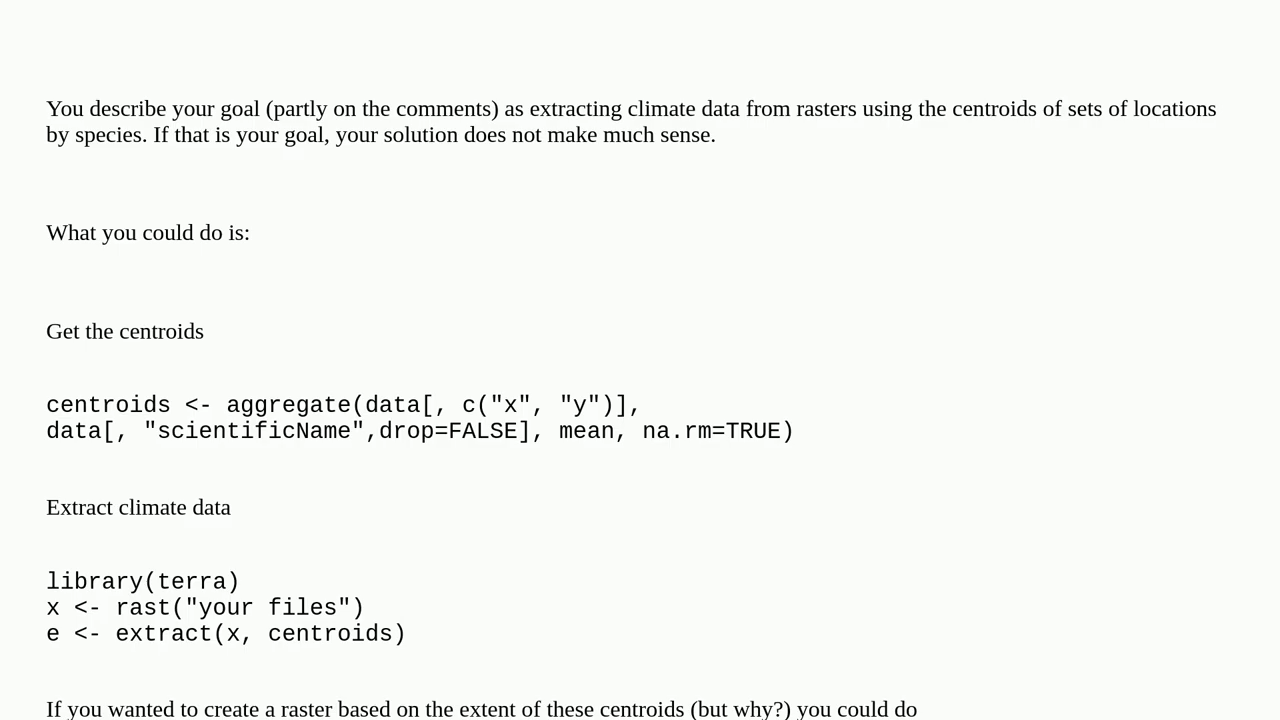 You describe your goal (partly on the comments) as extracting climate data from rasters using the centroids of sets of locations
by species. If that is your goal, your solution does not make much sense.
What you could do is:
Get the centroids
centroids <- aggregate(data[, c("x", "y")],
data[, "scientificName",drop=FALSE], mean, na.rm=TRUE)
Extract climate data
library(terra)
x <- rast("your files")
e <- extract(x, centroids)
If you wanted to create a raster based on the extent of these centroids (but why?) you could do